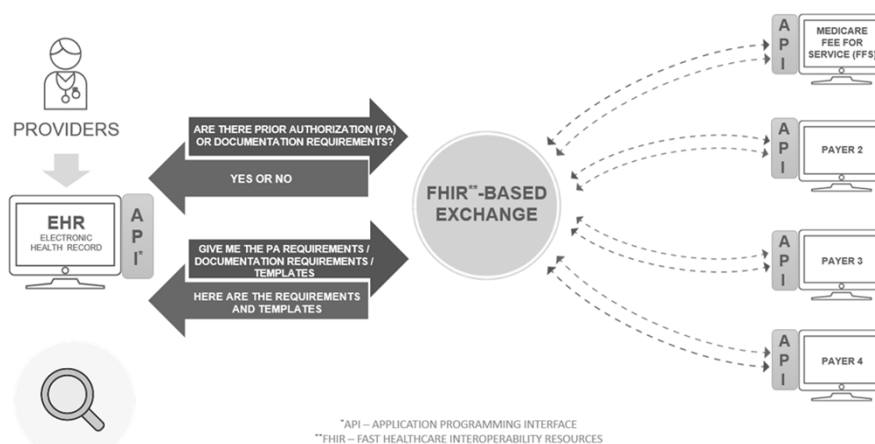 PROVIDERS
EHR
ELECTRONIC
HEALTH RECORD
A
P
I*
ARE THERE PRIOR AUTHORIZATION (PA)
OR DOCUMENTATION REQUIREMENTS?
YES OR NO
GIVE ME THE PA REQUIREMENTS /
DOCUMENTATION REQUIREMENTS /
TEMPLATES
HERE ARE THE REQUIREMENTS
AND TEMPLATES
FHIR**-BASED
EXCHANGE
A
P
I
MEDICARE
FEE FOR
SERVICE (FFS)
A
P
I
PAYER 2
A
P
I
PAYER 3
A
P
I
PAYER 4
*API – APPLICATION PROGRAMMING INTERFACE
**FHIR – FAST HEALTHCARE INTEROPERABILITY RESOURCES